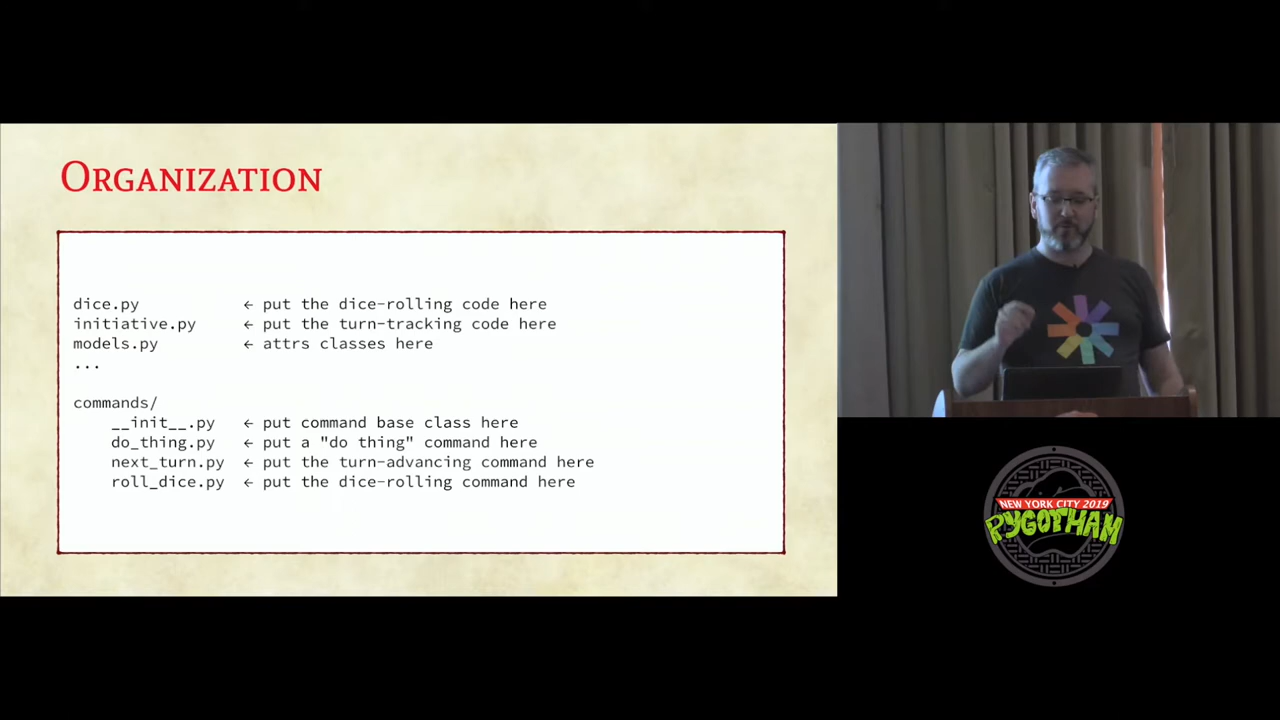 ORGANIZATION
dice.py ← put the dice-rolling code here
initiative.py ← put the turn-tracking code here
models.py ← attrs classes here
...
commands/
__init__.py ← put command base class here
do_thing.py ← put a "do thing" command here
next_turn.py ← put the turn-advancing command here
roll_dice.py ← put the dice-rolling command here
NEW YORK CITY 2019
PYGOTHAM